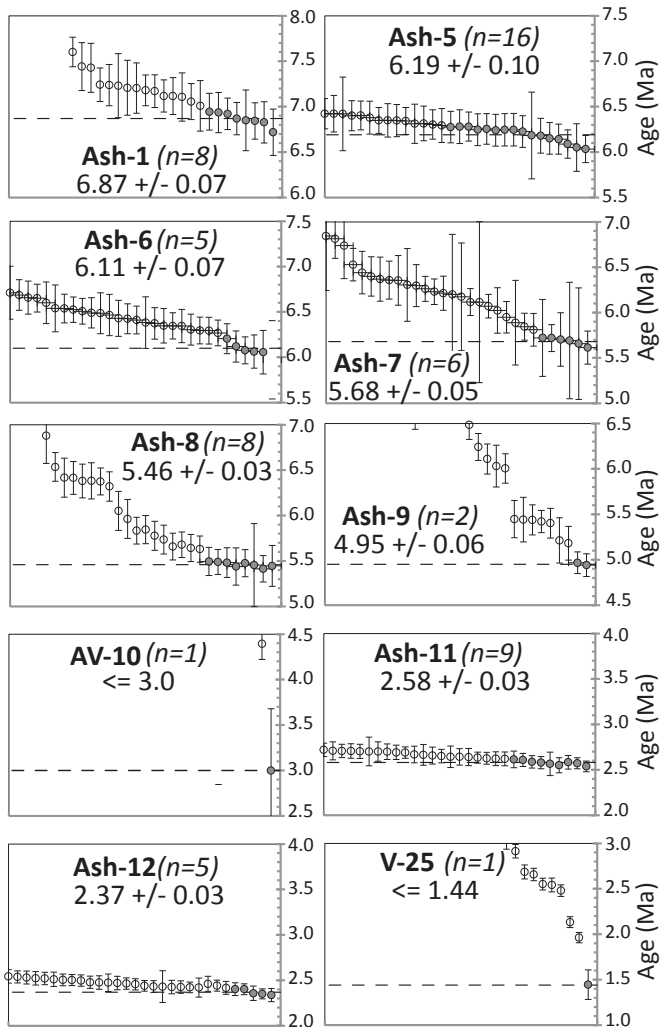 8.0
7.5
7.0
6.5
6.0
Ash-1 (n=8)
6.87 +/- 0.07
7.5
7.0
6.5
6.0
5.5
Age (Ma)
Ash-5 (n=16)
6.19 +/- 0.10
7.5
7.0
6.5
6.0
5.5
Ash-6 (n=5)
6.11 +/- 0.07
7.0
6.5
6.0
5.5
5.0
Age (Ma)
Ash-7 (n=6)
5.68 +/- 0.05
7.0
6.5
6.0
5.5
5.0
Ash-8 (n=8)
5.46 +/- 0.03
6.5
6.0
5.5
5.0
4.5
Age (Ma)
Ash-9 (n=2)
4.95 +/- 0.06
4.5
4.0
3.5
3.0
2.5
AV-10 (n=1)
<= 3.0
4.0
3.5
3.0
2.5
2.0
Age (Ma)
Ash-11 (n=9)
2.58 +/- 0.03
4.0
3.5
3.0
2.5
2.0
Ash-12 (n=5)
2.37 +/- 0.03
3.0
2.5
2.0
1.5
1.0
Age (Ma)
V-25 (n=1)
<= 1.44